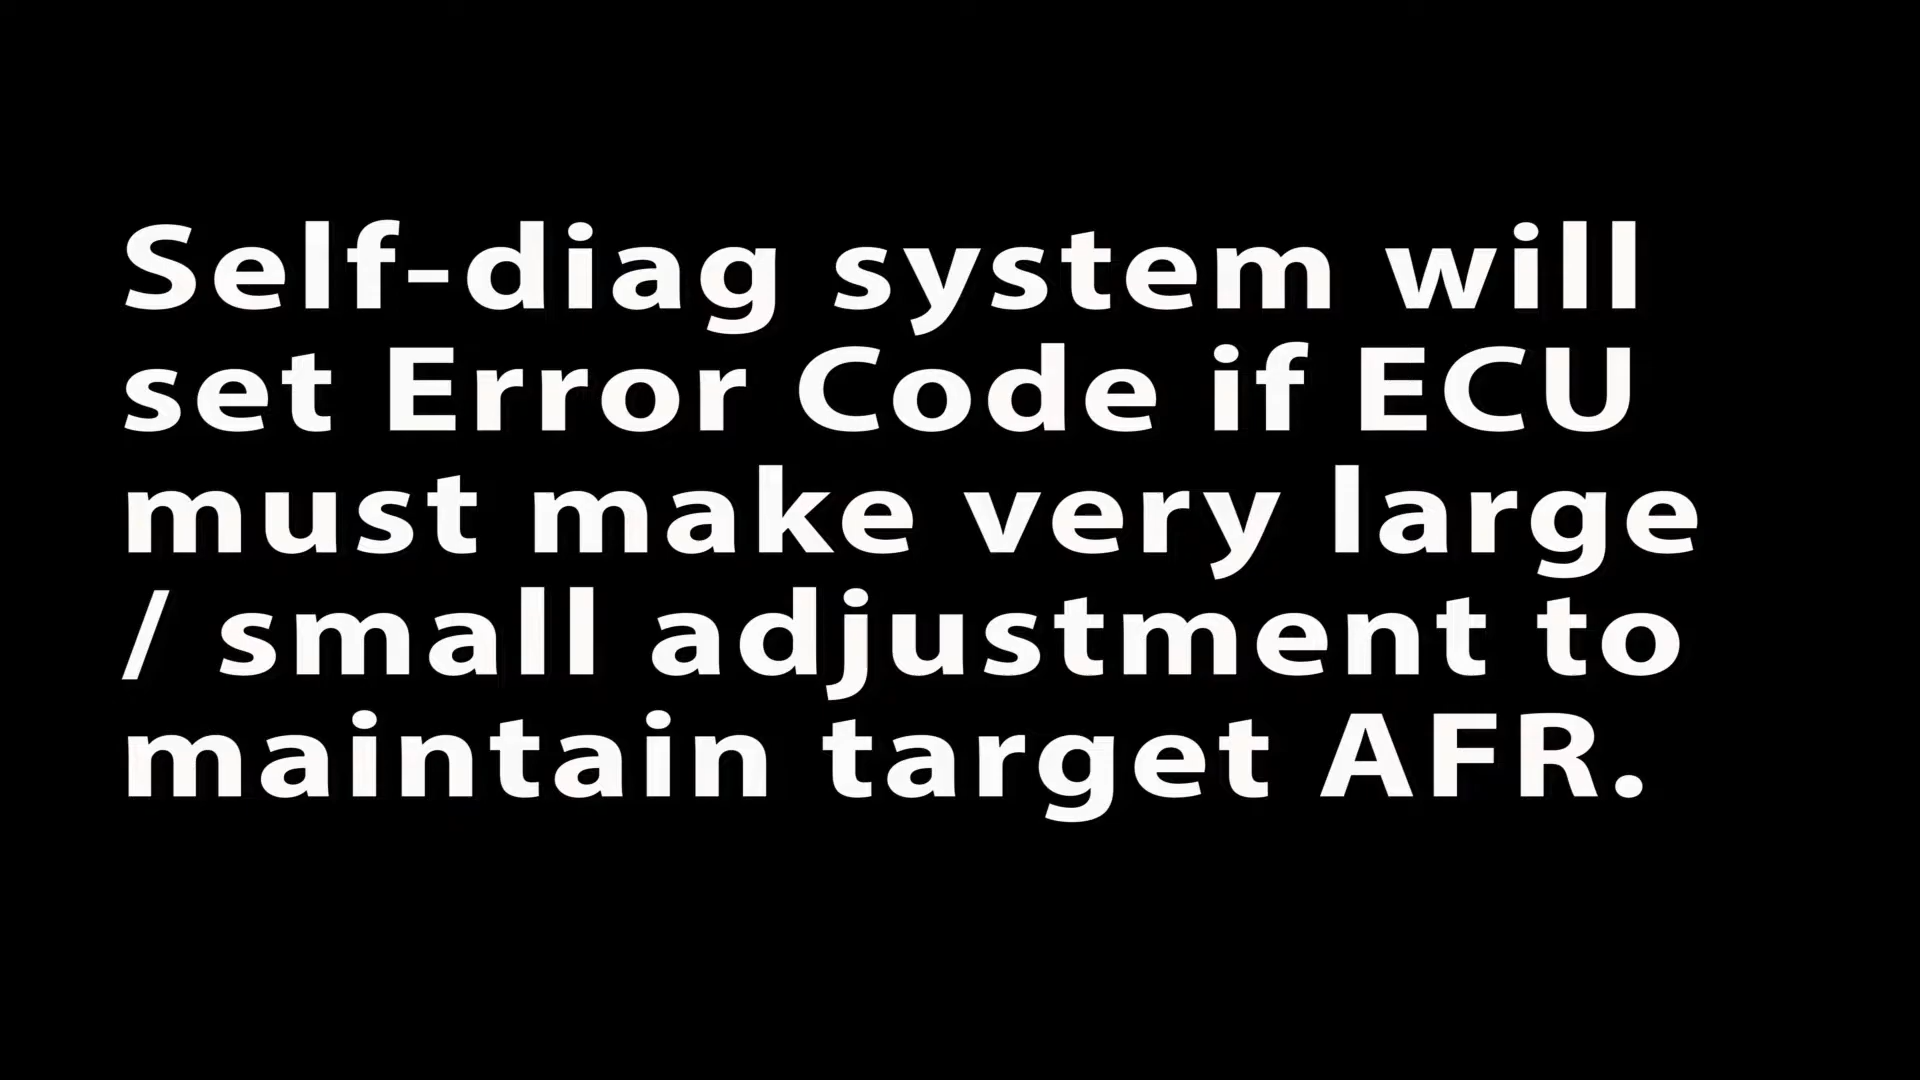 Self-diag system will
set Error Code if ECU
must make very large
/ small adjustment to
maintain target AFR.